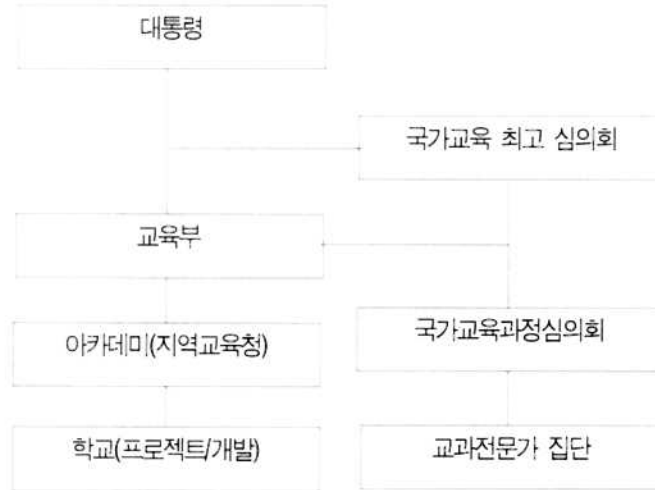 대통령
국가교육 최고 심의회
교육부
아카데미(지역교육청)
국가교육과정심의회
학교(프로젝트/개발)
교과전문가 집단